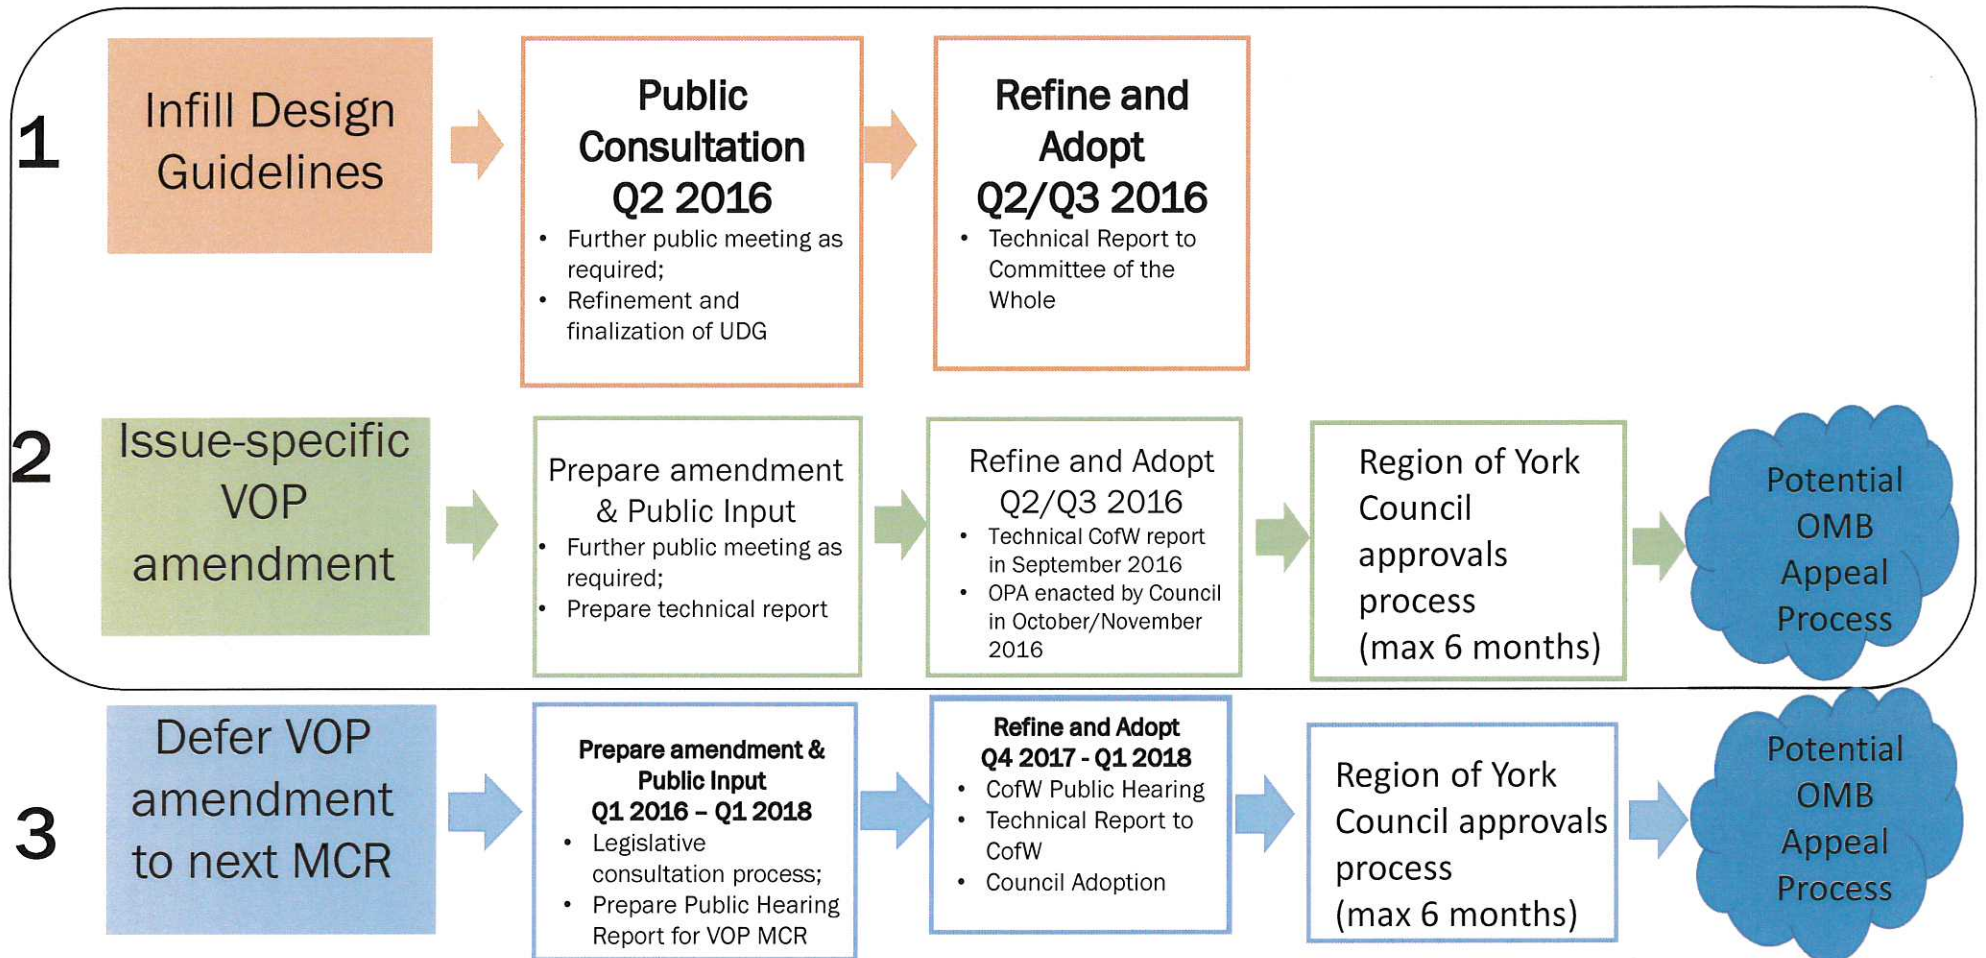 1
Infill Design
Guidelines
Public
Consultation
Q2 2016
• Further public meeting as
required;
• Refinement and
finalization of UDG
Refine and
Adopt
Q2/Q3 2016
• Technical Report to
Committee of the
Whole
2
Issue-specific
VOP
amendment
Prepare amendment
& Public Input
• Further public meeting as
required;
• Prepare technical report
Refine and Adopt
Q2/Q3 2016
• Technical CofW report
in September 2016
• OPA enacted by Council
in October/November
2016
Region of York
Council
approvals
process
(max 6 months)
Potential
OMB
Appeal
Process
3
Defer VOP
amendment
to next MCR
Prepare amendment &
Public Input
Q1 2016 – Q1 2018
• Legislative
consultation process;
• Prepare Public Hearing
Report for VOP MCR
Refine and Adopt
Q4 2017 - Q1 2018
• CofW Public Hearing
• Technical Report to
CofW
• Council Adoption
Region of York
Council approvals
process
(max 6 months)
Potential
OMB
Appeal
Process